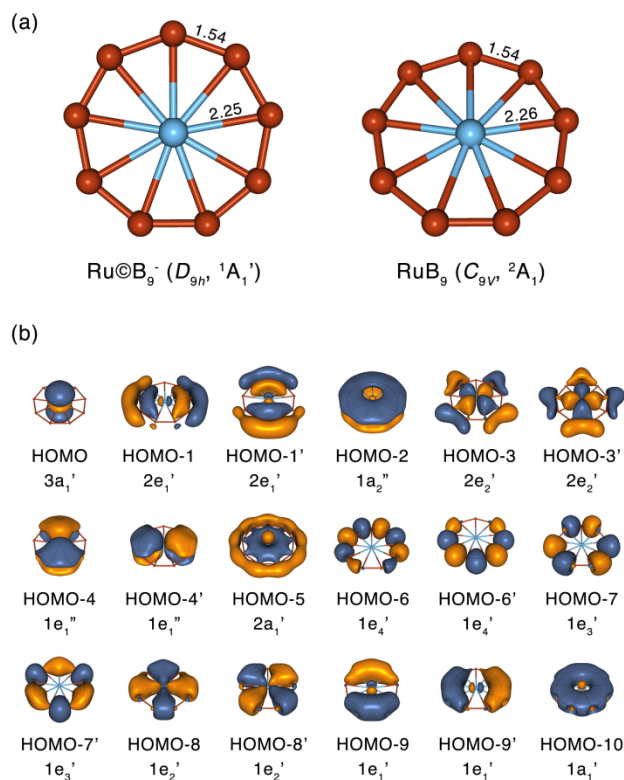 (a)
1.54
2.25
Ru©B₉⁻ (D₉ₕ, ¹A₁')
1.54
2.26
RuB₉ (C₉ᵥ, ²A₁)
(b)
HOMO HOMO-1 HOMO-1' HOMO-2 HOMO-3 HOMO-3'
3a₁' 2e₁' 2e₁' 1a₂" 2e₂' 2e₂'
HOMO-4 HOMO-4' HOMO-5 HOMO-6 HOMO-6' HOMO-7
1e₁" 1e₁" 2a₁' 1e₄' 1e₄' 1e₃'
HOMO-7' HOMO-8 HOMO-8' HOMO-9 HOMO-9' HOMO-10
1e₃' 1e₂' 1e₂' 1e₁' 1e₁' 1a₁'